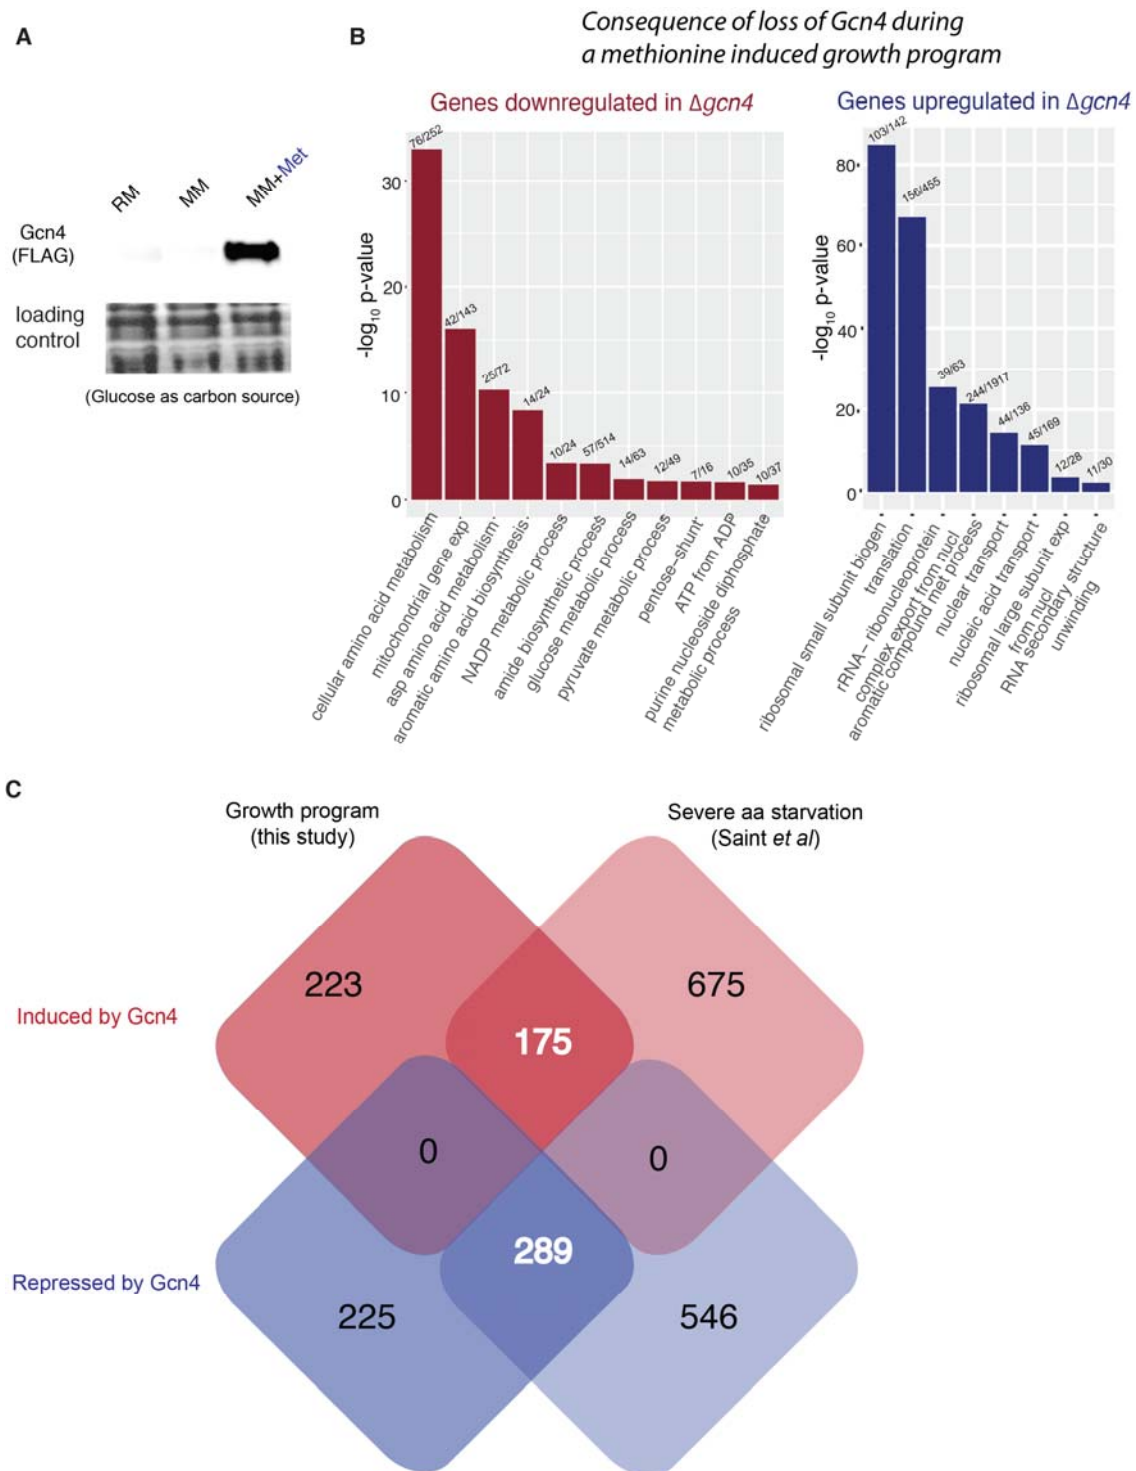 A
RM
MM
MM+Met
Gcn4
(FLAG)
loading
control
(Glucose as carbon source)
B
Consequence of loss of Gcn4 during
a methionine induced growth program
Genes downregulated in Δgcn4
-log10 p-value
30
20
10
0
76/252
42/143
25/72
14/24
10/24
57/514
14/63
12/49
7/16
10/35
10/37
cellular amino acid metabolism
mitochondrial gene exp
asp amino acid metabolism
aromatic amino acid biosynthesis
NADP metabolic process
amide biosynthetic process
glucose metabolic process
pyruvate metabolic process
pentose-shunt
ATP from ADP
purine nucleoside diphosphate
metabolic process
Genes upregulated in Δgcn4
-log10 p-value
80
60
40
20
0
103/142
156/455
39/63
244/1917
44/136
45/169
12/28
11/30
ribosomal small subunit biogen
translation
rRNA- ribonucleoprotein
complex export from nucl
aromatic compound met process
nuclear transport
nucleic acid transport
ribosomal large subunit exp
from nucl
RNA secondary structure
unwinding
C
Growth program
(this study)
Severe aa starvation
(Saint et al)
Induced by Gcn4
223
175
675
0
0
Repressed by Gcn4
225
289
546